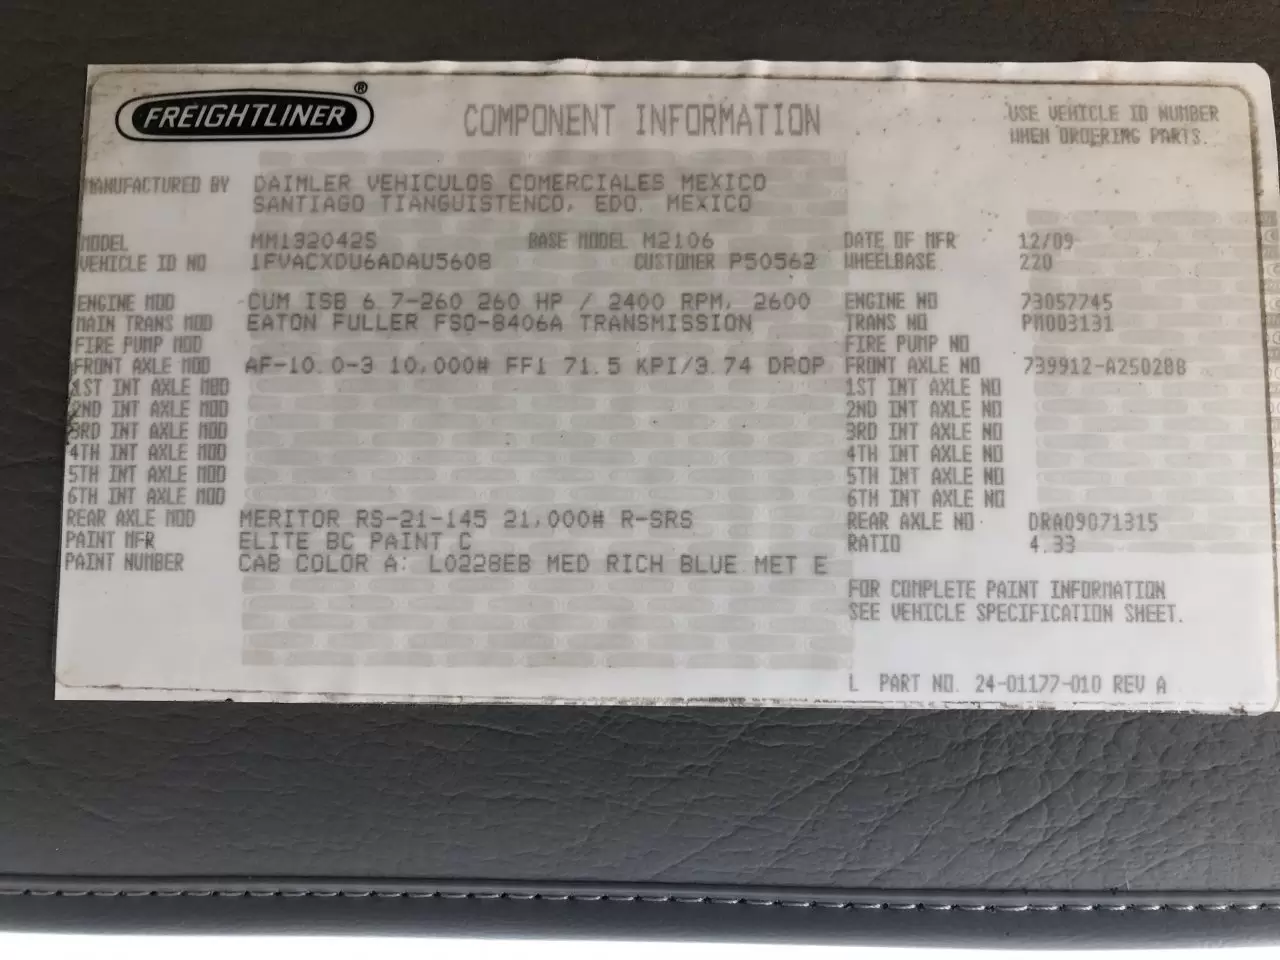 FREIGHTLINER®
COMPONENT INFORMATION
USE VEHICLE ID NUMBER
WHEN ORDERING PARTS.
MANUFACTURED BY DAIMLER VEHICULOS COMERCIALES MEXICO
SANTIAGO TIANGUISTENCO, EDO. MEXICO
MODEL MM132042S BASE MODEL M2106 DATE OF MFR 12/09
VEHICLE ID NO 1FVACXDU6ADAU5608 CUSTOMER P50562 WHEELBASE 220
ENGINE MOD CUM ISB 6.7-260 260 HP / 2400 RPM, 2600 ENGINE NO 73057745
MAIN TRANS MOD EATON FULLER FSO-8406A TRANSMISSION TRANS NO PM003131
FIRE PUMP MOD FIRE PUMP NO
FRONT AXLE MOD AF-10.0-3 10,000# FF1 71.5 KPI/3.74 DROP FRONT AXLE NO 739912-A250288
1ST INT AXLE MOD 1ST INT AXLE NO
2ND INT AXLE MOD 2ND INT AXLE NO
3RD INT AXLE MOD 3RD INT AXLE NO
4TH INT AXLE MOD 4TH INT AXLE NO
5TH INT AXLE MOD 5TH INT AXLE NO
6TH INT AXLE MOD 6TH INT AXLE NO
REAR AXLE MOD MERITOR RS-21-145 21,000# R-SRS REAR AXLE NO DRA09071315
PAINT MFR ELITE BC PAINT C RATIO 4.33
PAINT NUMBER CAB COLOR A: L0228EB MED RICH BLUE MET E
FOR COMPLETE PAINT INFORMATION
SEE VEHICLE SPECIFICATION SHEET.
L PART NO. 24-01177-010 REV A